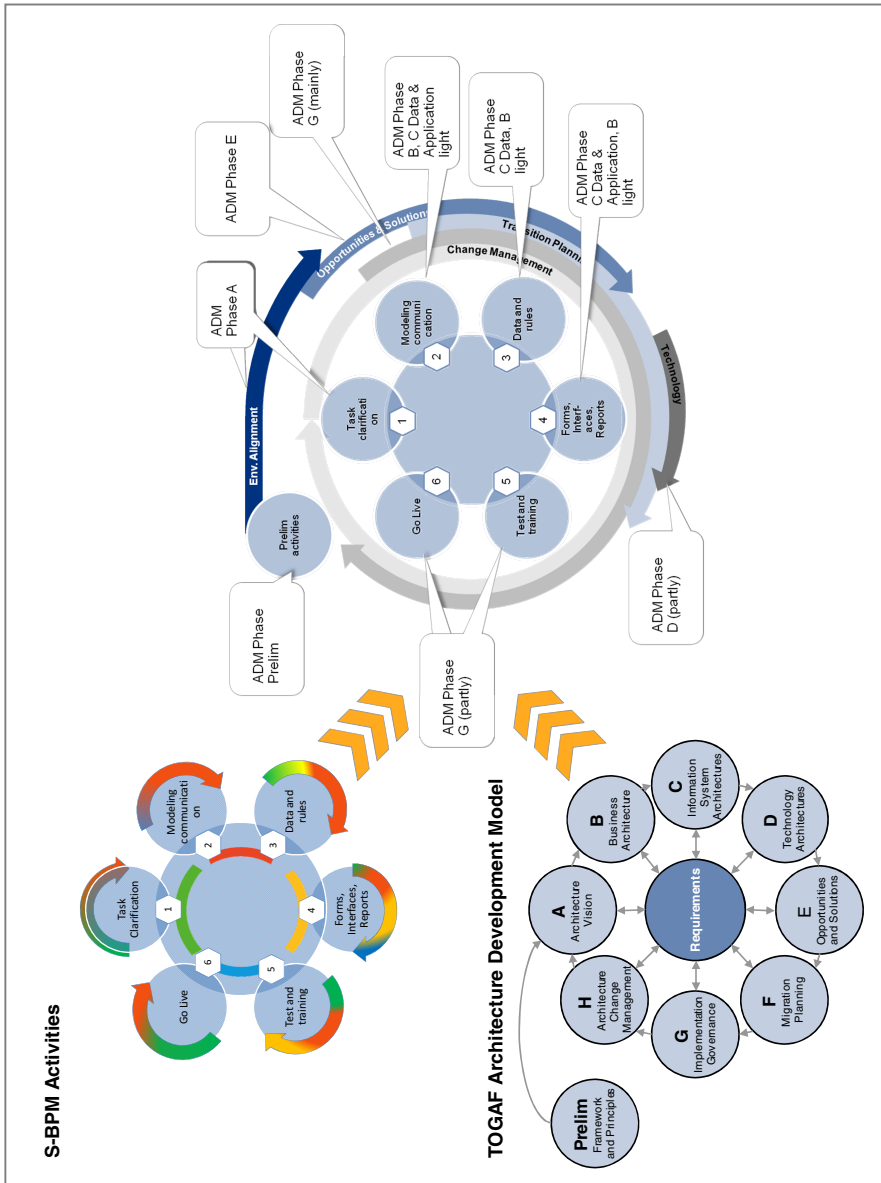 S-BPM Activities
1
Task
Clarification
2
Modeling
communicati
on
3
Data and
rules
4
Forms,
Interfaces,
Reports
5
Test and
training
6
Go Live
TOGAF Architecture Development Model
Prelim
Framework
and Principles
A
Architecture
Vision
B
Business
Architecture
C
Information
System
Architectures
D
Technology
Architectures
E
Opportunities
and Solutions
F
Migration
Planning
G
Implementation
Governance
H
Architecture
Change
Management
Requirements
ADM Phase
Prelim
Prelim
activities
Env. Alignment
ADM
Phase A
ADM Phase E
ADM Phase
G (mainly)
Opportunities & Solutions
Transition Planning
Change Management
Technology
1
Task
clarificati
on
2
Modeling
communi
cation
3
Data and
rules
4
Forms,
Interf-
aces,
Reports
5
Test and
training
6
Go Live
ADM Phase
B, C Data &
Application
light
ADM Phase
C Data, B
light
ADM Phase
C Data &
Application, B
light
ADM Phase
D (partly)
ADM Phase
G (partly)